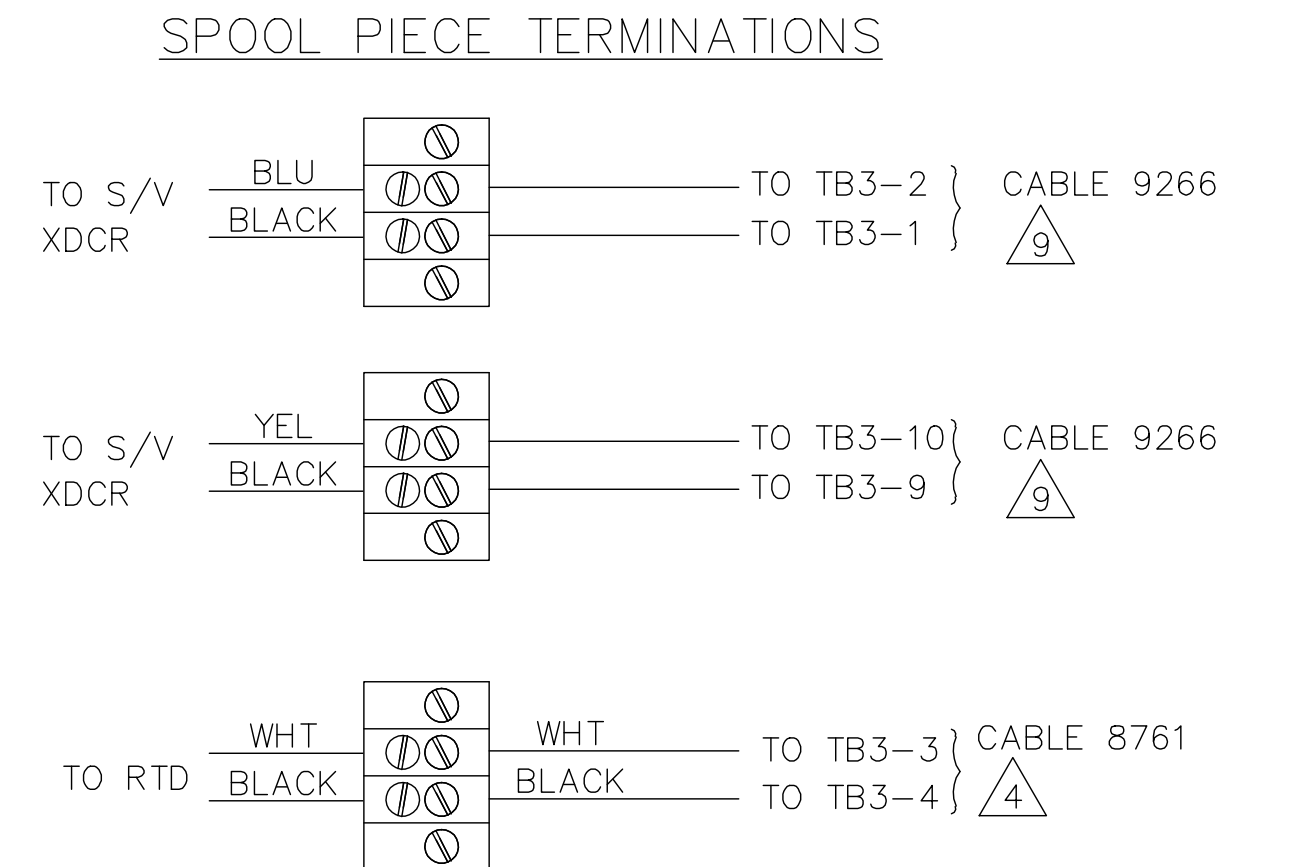 SPOOL PIECE TERMINATIONS
TO S/V
XDCR
BLU
BLACK
TO TB3-2
TO TB3-1
CABLE 9266
9
TO S/V
XDCR
YEL
BLACK
TO TB3-10
TO TB3-9
CABLE 9266
9
TO RTD
WHT
BLACK
WHT
BLACK
TO TB3-3
TO TB3-4
CABLE 8761
4